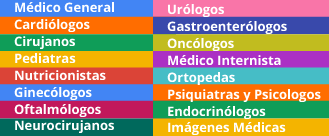 Médico General
Cardiólogos
Cirujanos
Pediatras
Nutricionistas
Ginecólogos
Oftalmólogos
Neurocirujanos
Urólogos
Gasteroenterólogos
Oncólogos
Médico Internista
Ortopedas
Psiquiatras y Psicologos
Endocrinólogos
Imágenes Médicas